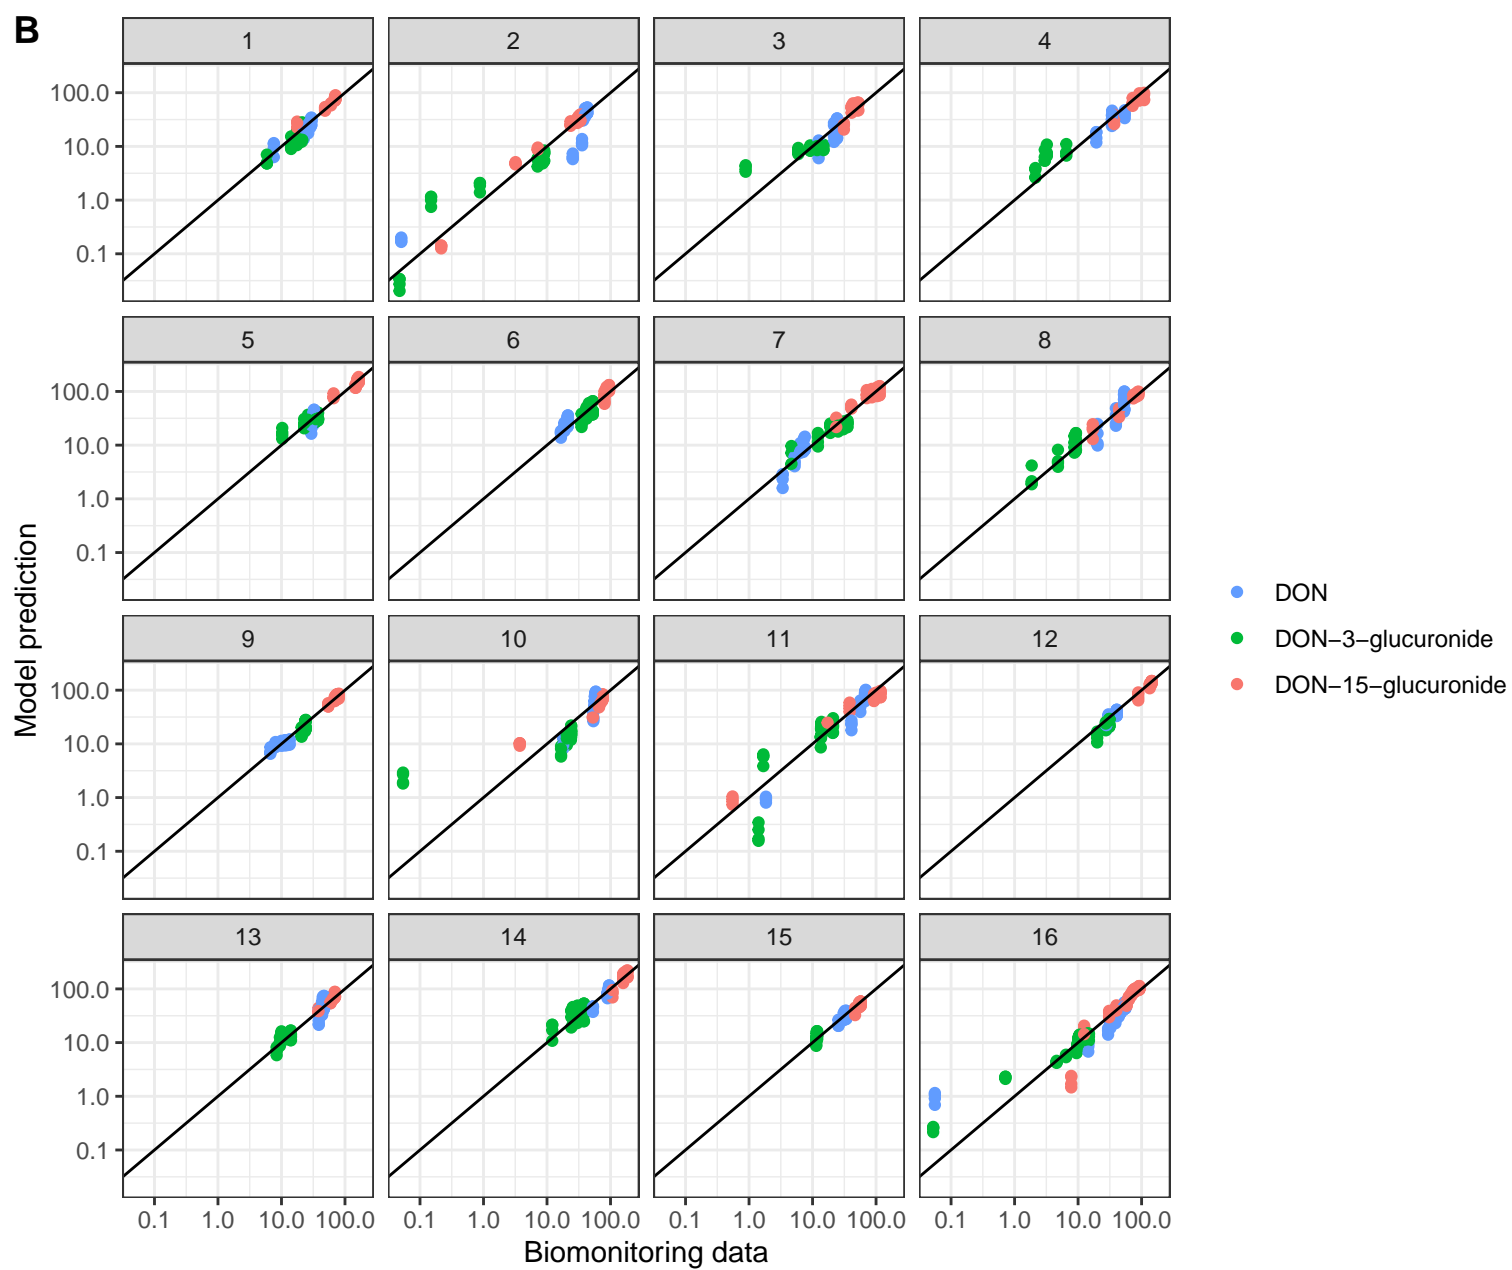 B
1 2 3 4
100.0
10.0
1.0
0.1
5 6 7 8
100.0
10.0
1.0
0.1
9 10 11 12
100.0
10.0
1.0
0.1
13 14 15 16
100.0
10.0
1.0
0.1
0.1 1.0 10.0 100.0 0.1 1.0 10.0 100.0 0.1 1.0 10.0 100.0 0.1 1.0 10.0 100.0
Biomonitoring data
Model prediction
DON
DON−3−glucuronide
DON−15−glucuronide